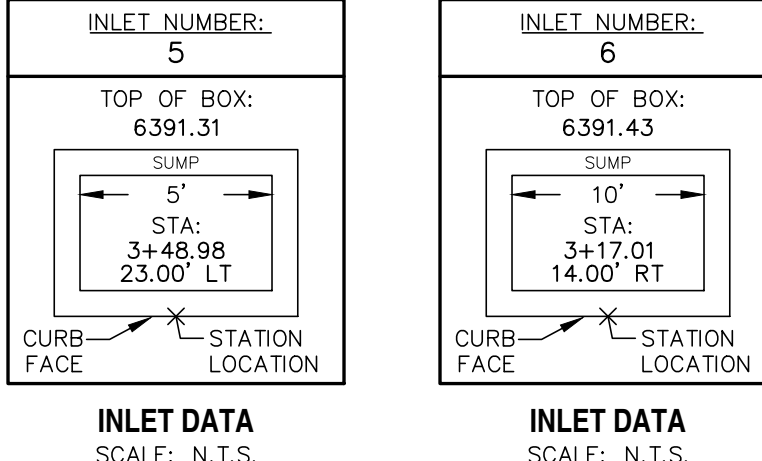 INLET NUMBER:
5
TOP OF BOX:
6391.31
SUMP
5'
STA:
3+48.98
23.00' LT
CURB FACE
STATION LOCATION
INLET DATA
SCALE: N.T.S.
INLET NUMBER:
6
TOP OF BOX:
6391.43
SUMP
10'
STA:
3+17.01
14.00' RT
CURB FACE
STATION LOCATION
INLET DATA
SCALE: N.T.S.